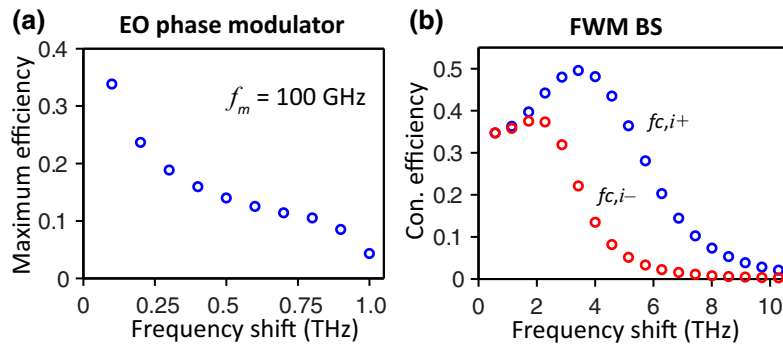 (a) EO phase modulator
Maximum efficiency
0.4
0.3
0.2
0.1
0
f_m = 100 GHz
0 0.25 0.5 0.75 1.0
Frequency shift (THz)
(b) FWM BS
Con. efficiency
0.5
0.4
0.3
0.2
0.1
0
fc,i+
fc,i−
0 2 4 6 8 10
Frequency shift (THz)